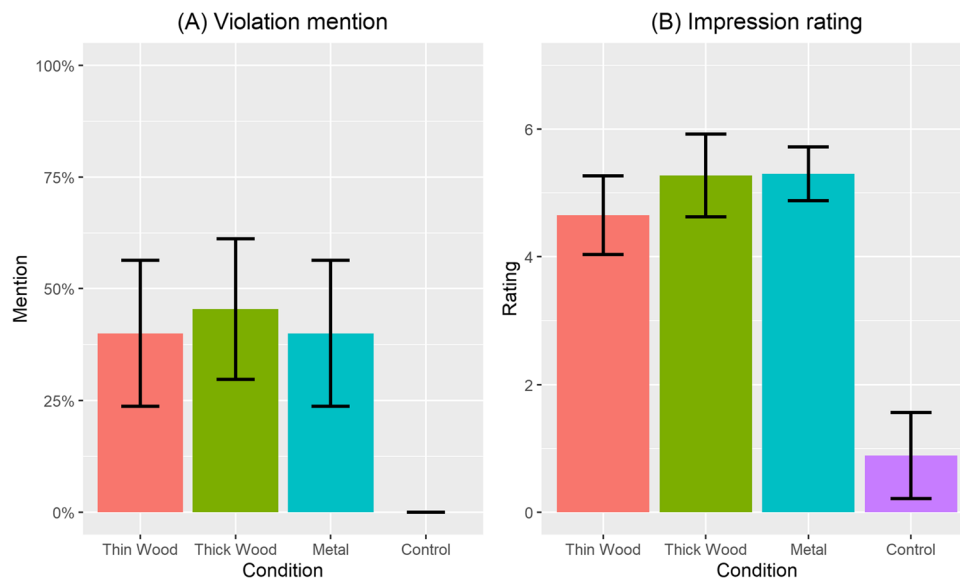 (A) Violation mention
100%
75%
50%
25%
0%
Mention
Thin Wood Thick Wood Metal Control
Condition
(B) Impression rating
6
4
2
0
Rating
Thin Wood Thick Wood Metal Control
Condition